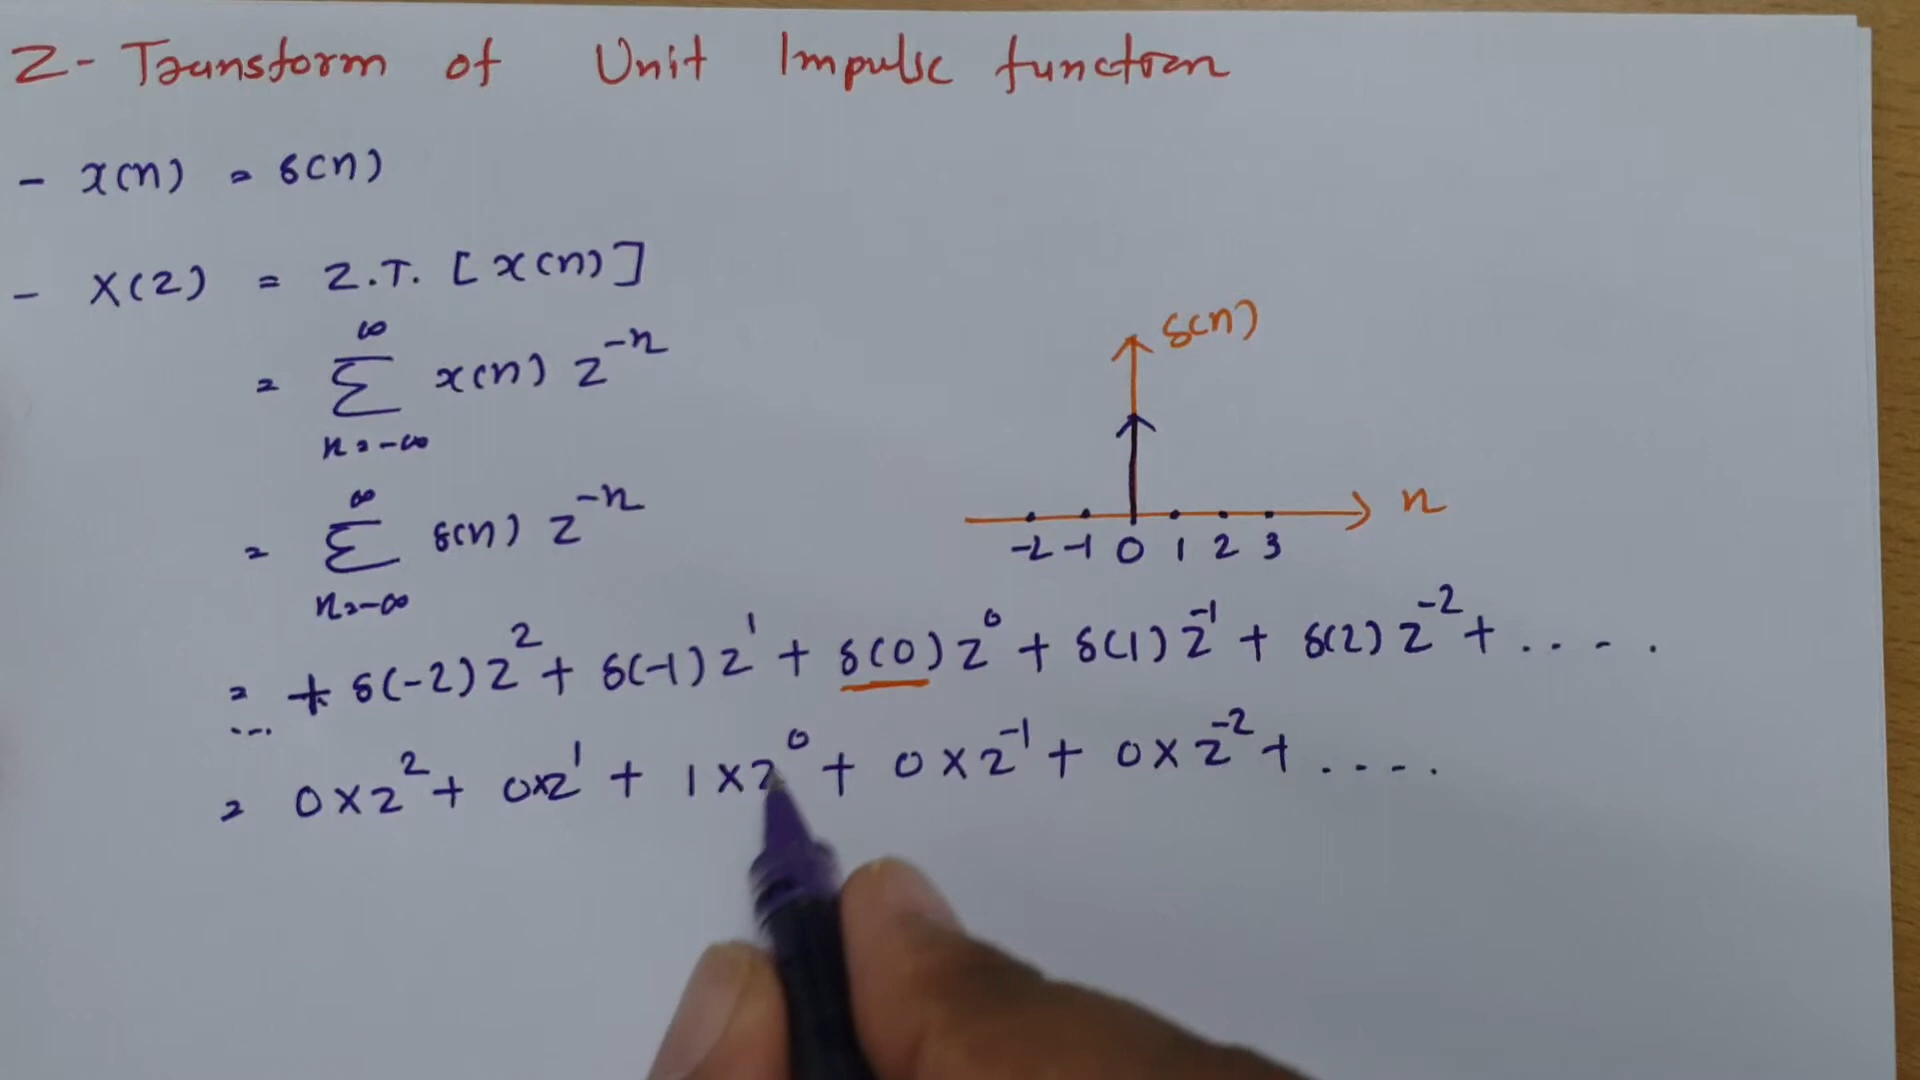 Z-Transform of Unit Impulse function
- x(n) = δ(n)
- X(z) = Z.T. [x(n)]
= ∞ Σ n=-∞ x(n) z^-n
= ∞ Σ n=-∞ δ(n) z^-n
δ(n)
n
-2 -1 0 1 2 3
= ... + δ(-2)z^2 + δ(-1)z^1 + δ(0)z^0 + δ(1)z^-1 + δ(2)z^-2 + ....
= 0×z^2 + 0×z^1 + 1×z^0 + 0×z^-1 + 0×z^-2 + ....